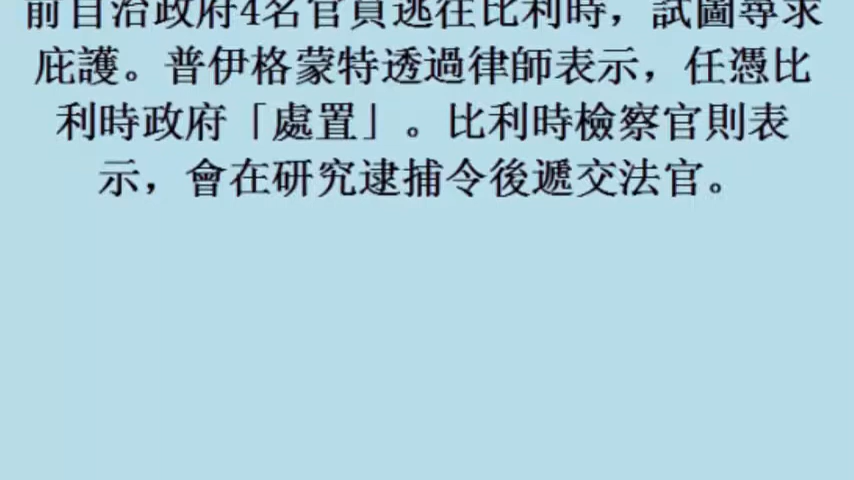 前自治政府4名官員逃往比利時，試圖尋求
庇護。普伊格蒙特透過律師表示，任憑比
利時政府「處置」。比利時檢察官則表
示，會在研究逮捕令後遞交法官。